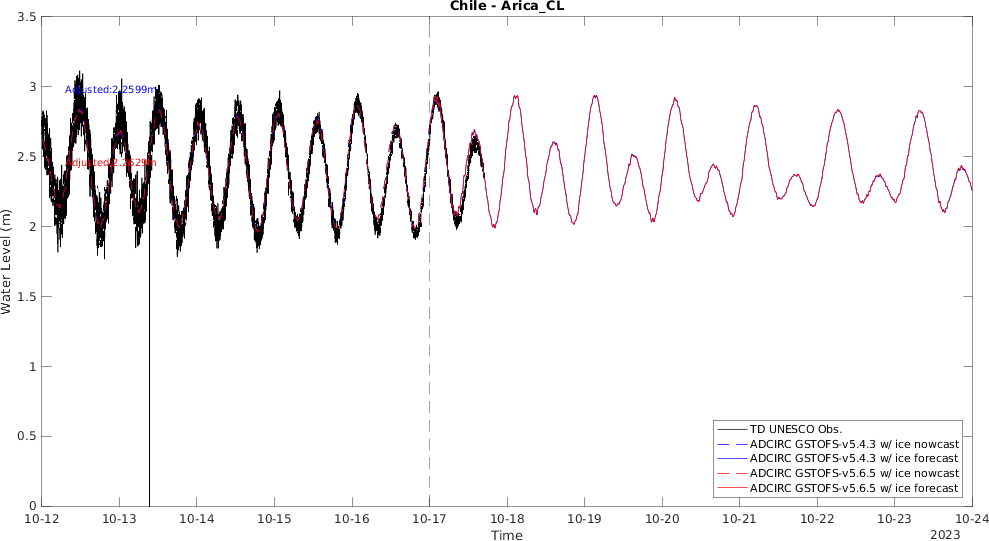 Chile - Arica_CL
3.5
3
2.5
2
1.5
1
0.5
0
Water Level (m)
Adjusted:2.2599m
Adjusted:2.2629m
TD UNESCO Obs.
ADCIRC GSTOFS-v5.4.3 w/ ice nowcast
ADCIRC GSTOFS-v5.4.3 w/ ice forecast
ADCIRC GSTOFS-v5.6.5 w/ ice nowcast
ADCIRC GSTOFS-v5.6.5 w/ ice forecast
10-12 10-13 10-14 10-15 10-16 10-17 10-18 10-19 10-20 10-21 10-22 10-23 10-24
Time
2023